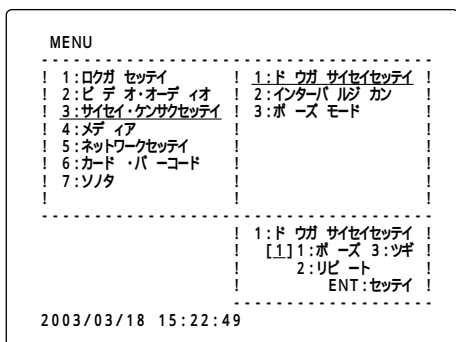 MENU
1:ロクガ セッテイ
2:ビデオ・オーディオ
3:サイセイ・ケンサクセッテイ
4:メディア
5:ネットワークセッテイ
6:カード・バーコード
7:ソノタ
1:ドウガ サイセイセッテイ
2:インターバルジカン
3:ポーズ モード
1:ドウガ サイセイセッテイ
[1]1:ポーズ 3:ツギ
2:リピート
ENT:セッテイ
2003/03/18 15:22:49